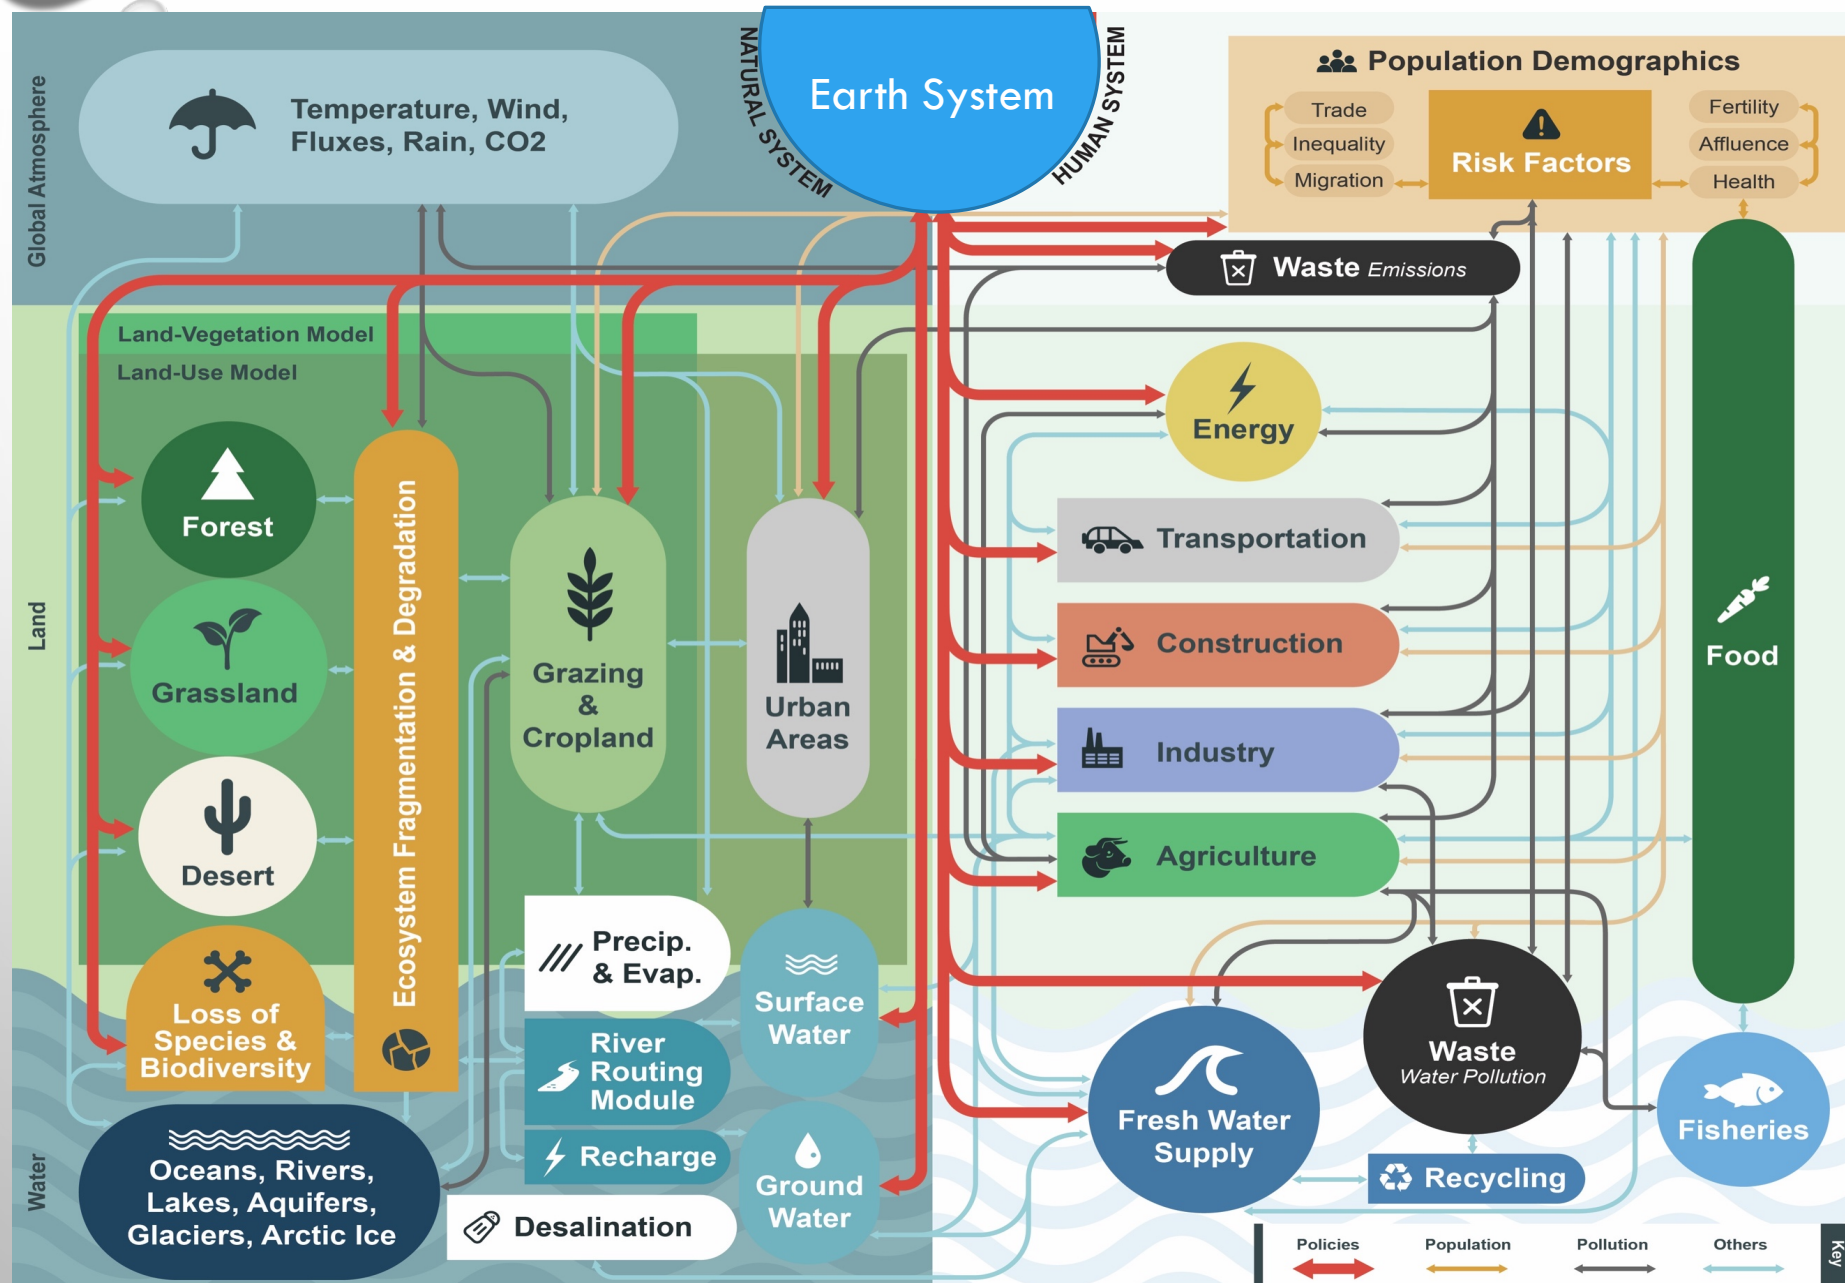 Earth System
NATURAL SYSTEM
HUMAN SYSTEM
Global Atmosphere
Temperature, Wind,
Fluxes, Rain, CO2
Population Demographics
Trade
Inequality
Migration
Risk Factors
Fertility
Affluence
Health
Waste Emissions
Land
Land-Vegetation Model
Land-Use Model
Forest
Grassland
Desert
Loss of
Species &
Biodiversity
Ecosystem Fragmentation & Degradation
Grazing
&
Cropland
Urban
Areas
Energy
Transportation
Construction
Industry
Agriculture
Food
Precip.
& Evap.
Surface
Water
River
Routing
Module
Recharge
Ground
Water
Desalination
Water
Oceans, Rivers,
Lakes, Aquifers,
Glaciers, Arctic Ice
Fresh Water
Supply
Waste
Water Pollution
Recycling
Fisheries
Policies
Population
Pollution
Others
Key